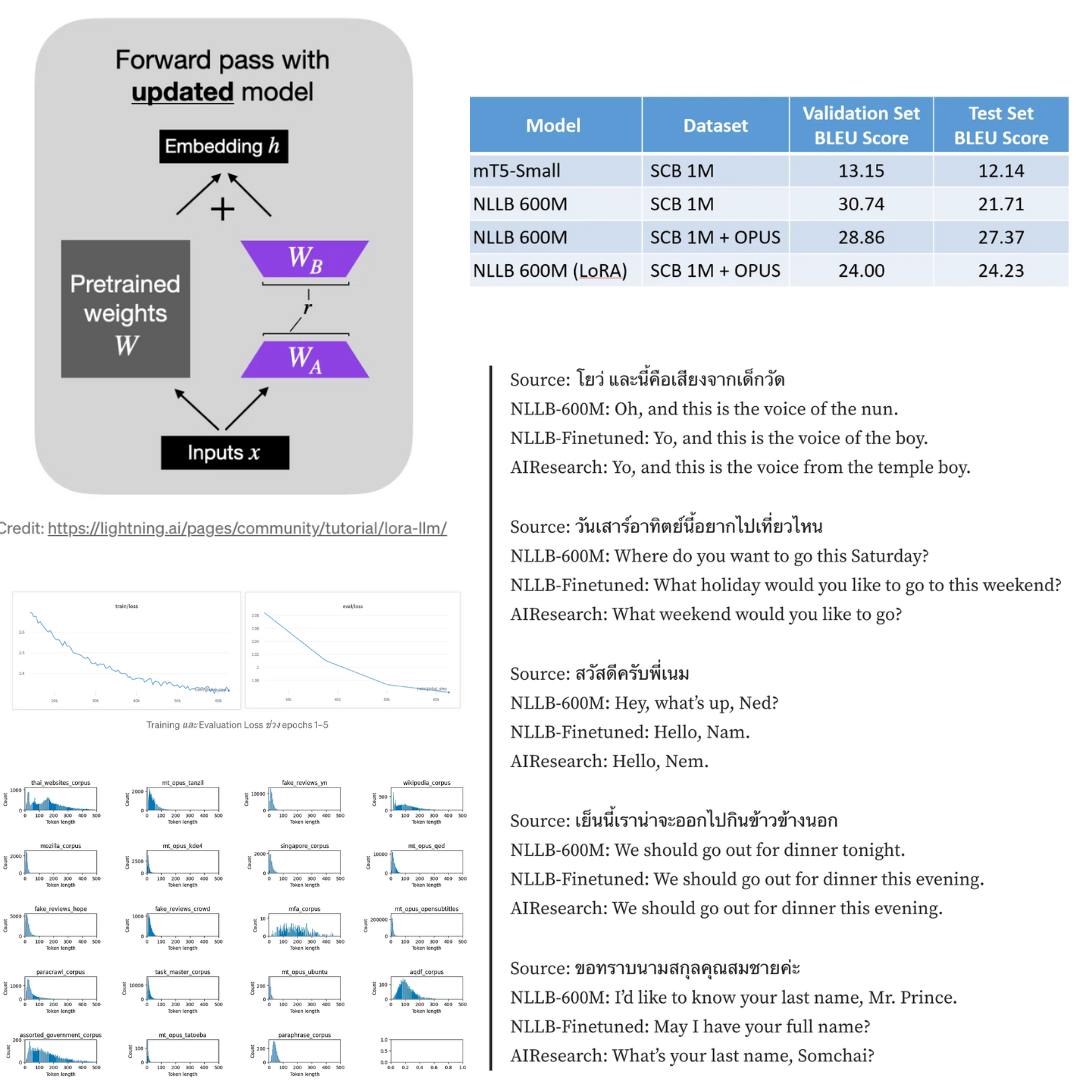 Forward pass with
updated model
Embedding h
+
Pretrained
weights
W
W_B
r
W_A
Inputs x
Credit: https://lightning.ai/pages/community/tutorial/lora-llm/
Model Dataset Validation Set BLEU Score Test Set BLEU Score
mT5-Small SCB 1M 13.15 12.14
NLLB 600M SCB 1M 30.74 21.71
NLLB 600M SCB 1M + OPUS 28.86 27.37
NLLB 600M (LoRA) SCB 1M + OPUS 24.00 24.23
train/loss
eval/loss
Training และ Evaluation Loss ช่วง epochs 1–5
thai_websites_corpus
mt_opus_tanzil
fake_reviews_yn
wikipedia_corpus
mozilla_corpus
mt_opus_kde4
singapore_corpus
mt_opus_qed
fake_reviews_hope
fake_reviews_crowd
mfa_corpus
mt_opus_opensubtitles
paracrawl_corpus
task_master_corpus
mt_opus_ubuntu
aqdf_corpus
assorted_government_corpus
mt_opus_tatoeba
paraphrase_corpus
Count
Token length
Source: โยว่ และนี้คือเสียงจากเด็กวัด
NLLB-600M: Oh, and this is the voice of the nun.
NLLB-Finetuned: Yo, and this is the voice of the boy.
AIResearch: Yo, and this is the voice from the temple boy.
Source: วันเสาร์อาทิตย์นี้อยากไปเที่ยวไหน
NLLB-600M: Where do you want to go this Saturday?
NLLB-Finetuned: What holiday would you like to go to this weekend?
AIResearch: What weekend would you like to go?
Source: สวัสดีครับพี่เนม
NLLB-600M: Hey, what’s up, Ned?
NLLB-Finetuned: Hello, Nam.
AIResearch: Hello, Nem.
Source: เย็นนี้เราน่าจะออกไปกินข้าวข้างนอก
NLLB-600M: We should go out for dinner tonight.
NLLB-Finetuned: We should go out for dinner this evening.
AIResearch: We should go out for dinner this evening.
Source: ขอทราบนามสกุลคุณสมชายค่ะ
NLLB-600M: I’d like to know your last name, Mr. Prince.
NLLB-Finetuned: May I have your full name?
AIResearch: What’s your last name, Somchai?